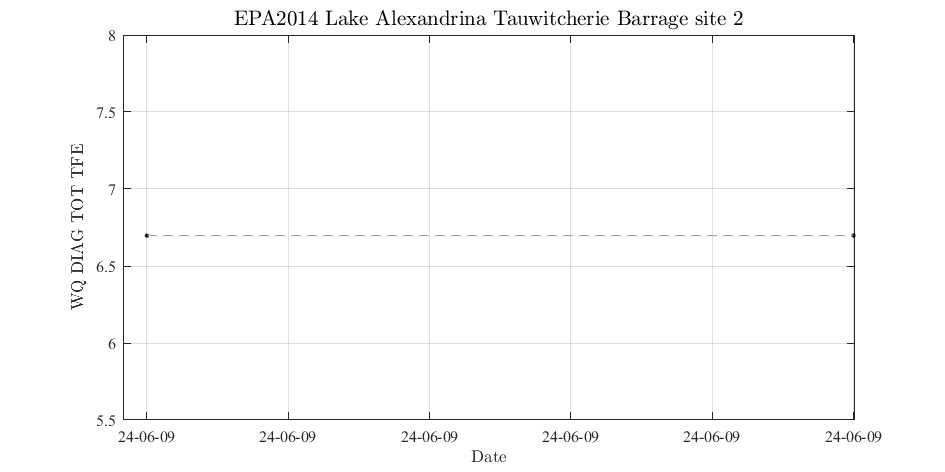 EPA2014 Lake Alexandrina Tauwitcherie Barrage site 2
8
7.5
7
6.5
6
5.5
WQ DIAG TOT TFE
24-06-09 24-06-09 24-06-09 24-06-09 24-06-09 24-06-09
Date